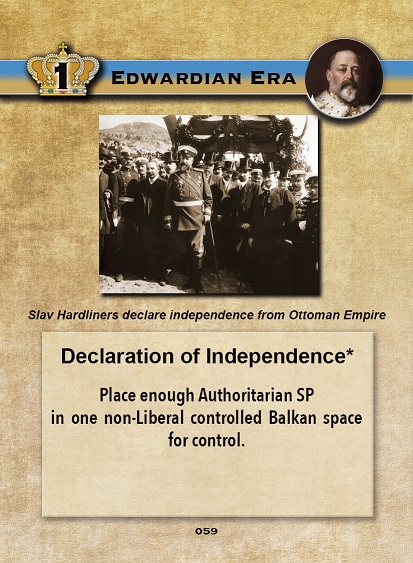 1
EDWARDIAN ERA
Slav Hardliners declare independence from Ottoman Empire
Declaration of Independence*
Place enough Authoritarian SP
in one non-Liberal controlled Balkan space
for control.
059